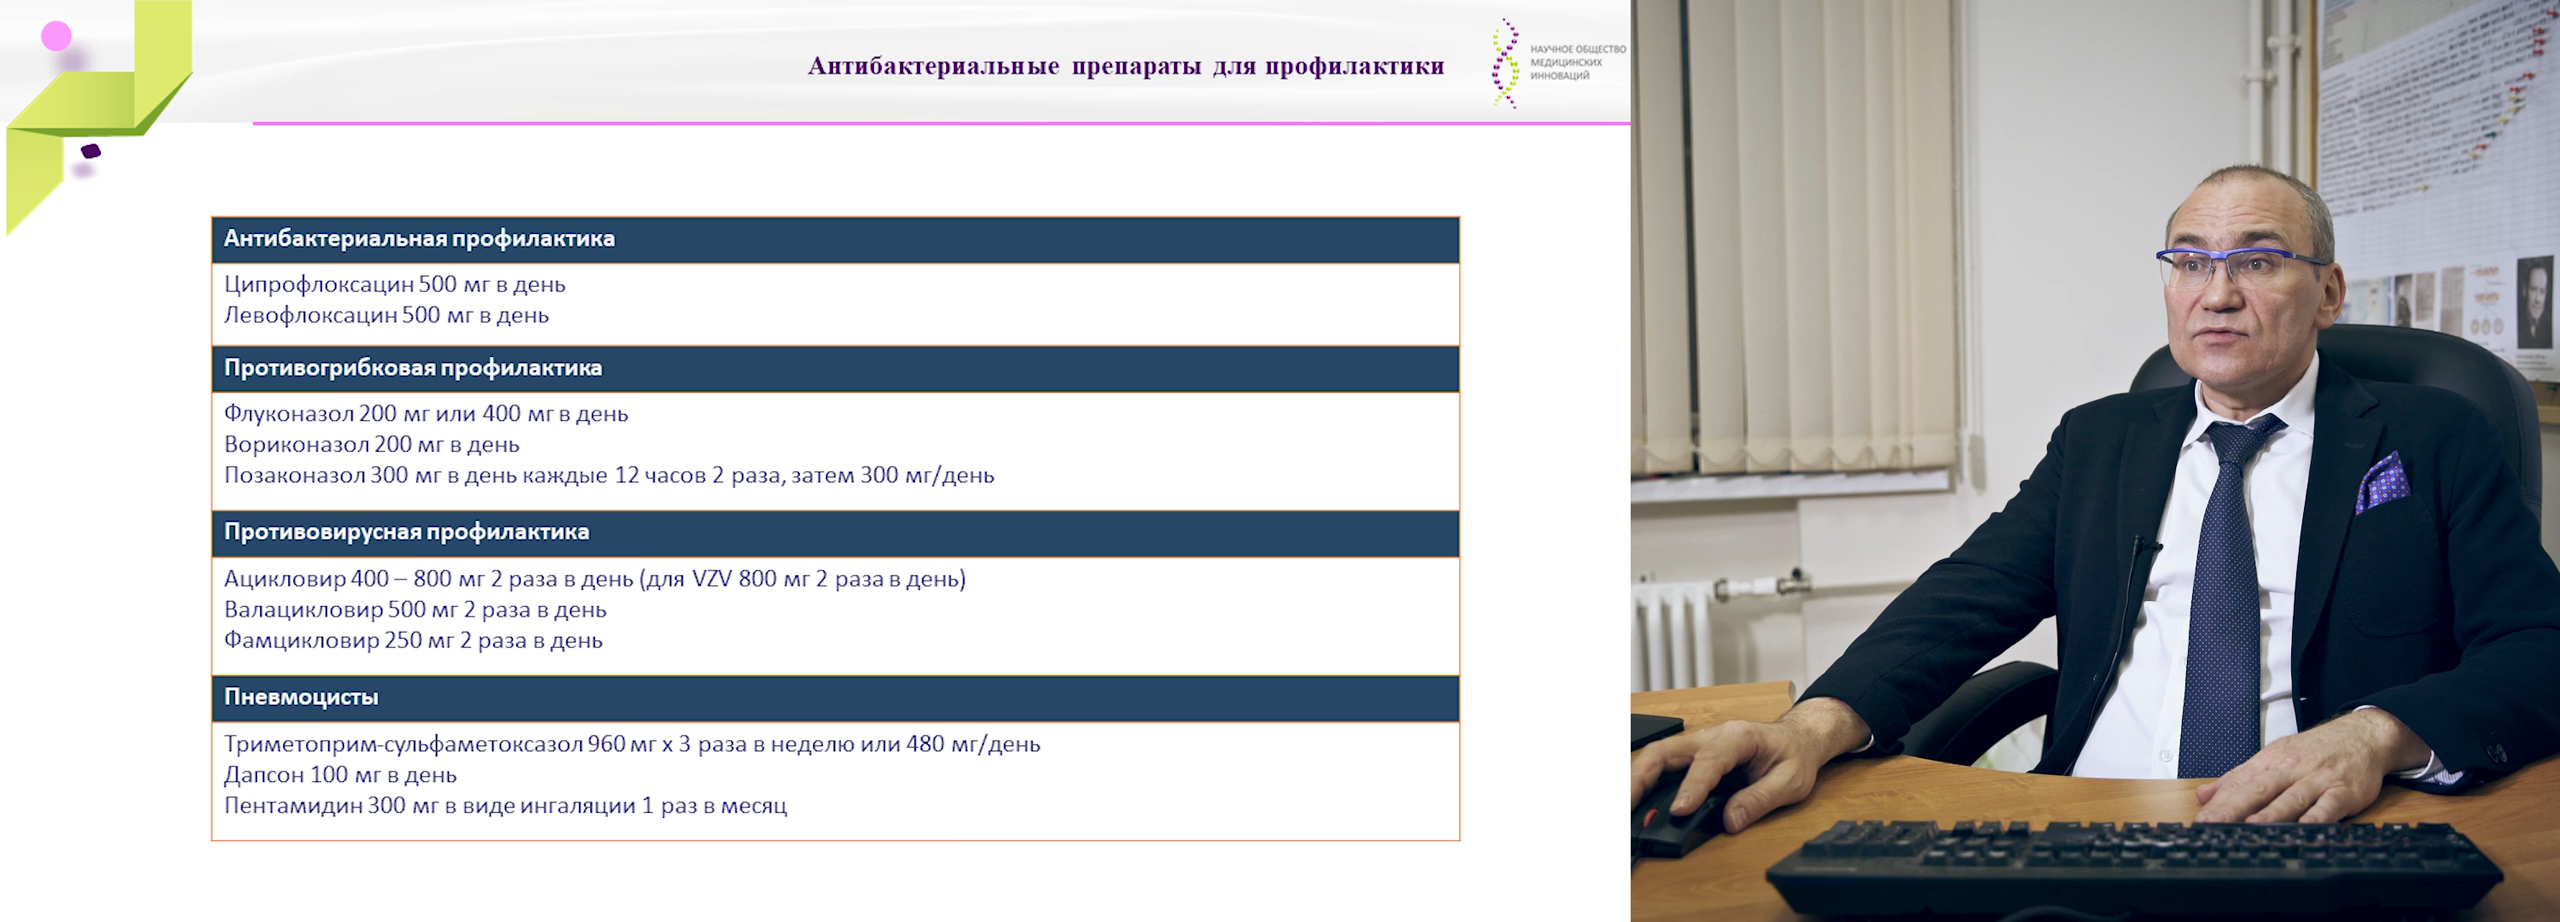 Антибактериальные препараты для профилактики
НАУЧНОЕ ОБЩЕСТВО
МЕДИЦИНСКИХ
ИННОВАЦИЙ
Антибактериальная профилактика
Ципрофлоксацин 500 мг в день
Левофлоксацин 500 мг в день
Противогрибковая профилактика
Флуконазол 200 мг или 400 мг в день
Вориконазол 200 мг в день
Позаконазол 300 мг в день каждые 12 часов 2 раза, затем 300 мг/день
Противовирусная профилактика
Ацикловир 400 – 800 мг 2 раза в день (для VZV 800 мг 2 раза в день)
Валацикловир 500 мг 2 раза в день
Фамцикловир 250 мг 2 раза в день
Пневмоцисты
Триметоприм-сульфаметоксазол 960 мг х 3 раза в неделю или 480 мг/день
Дапсон 100 мг в день
Пентамидин 300 мг в виде ингаляции 1 раз в месяц